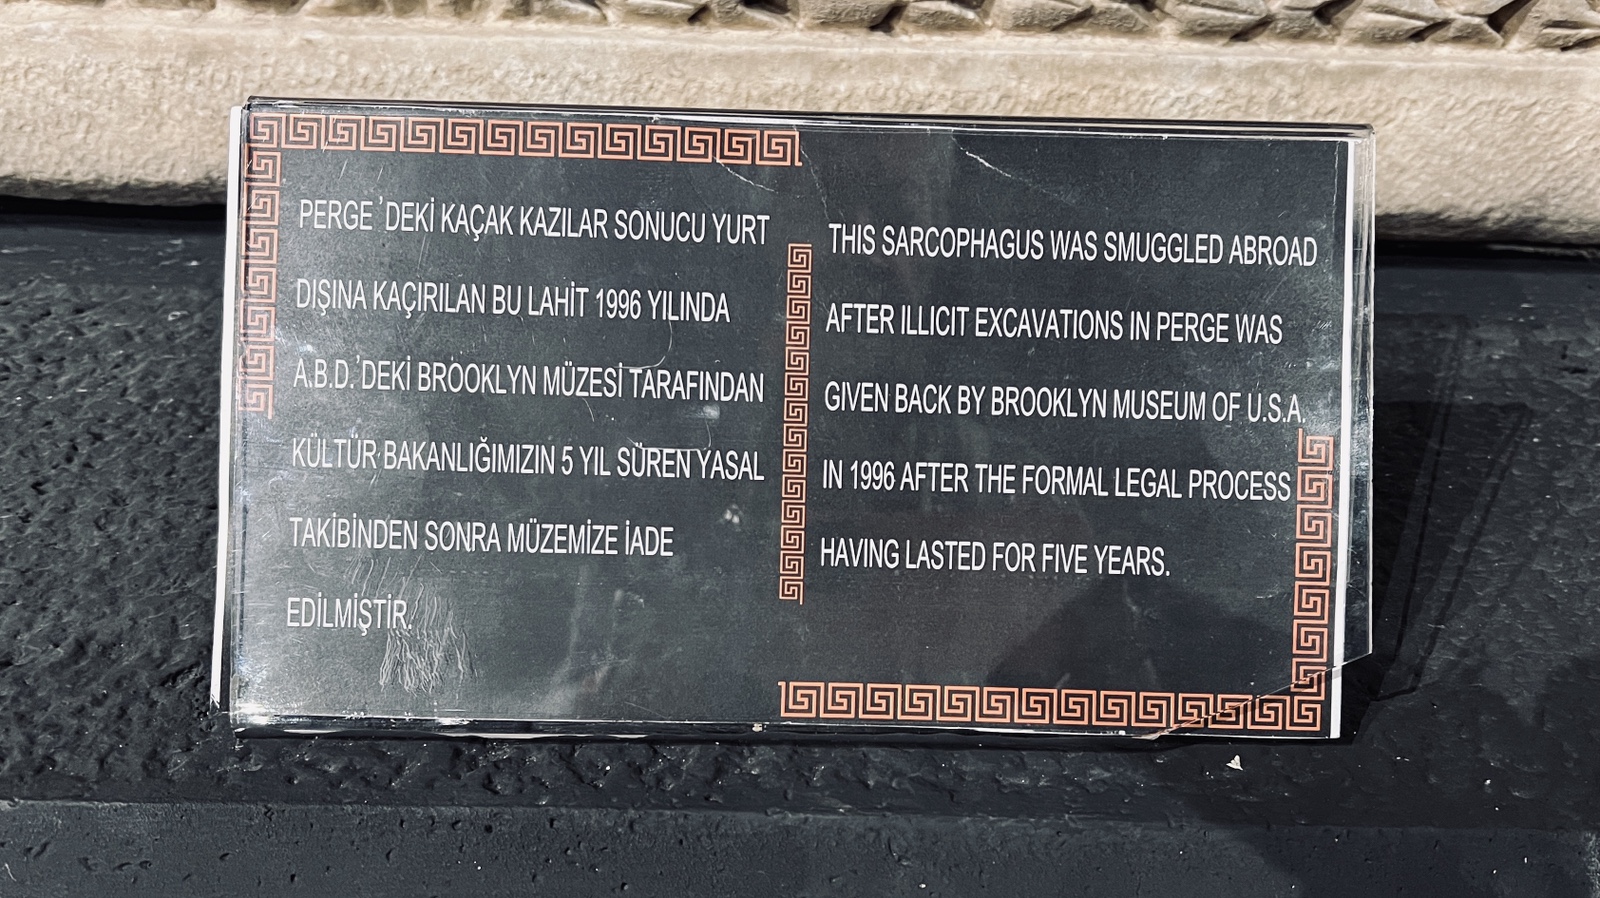 PERGE 'DEKİ KAÇAK KAZILAR SONUCU YURT
DIŞINA KAÇIRILAN BU LAHİT 1996 YILINDA
A.B.D.'DEKİ BROOKLYN MÜZESİ TARAFINDAN
KÜLTÜR BAKANLIĞIMIZIN 5 YIL SÜREN YASAL
TAKİBİNDEN SONRA MÜZEMİZE İADE
EDİLMİŞTİR.
THIS SARCOPHAGUS WAS SMUGGLED ABROAD
AFTER ILLICIT EXCAVATIONS IN PERGE WAS
GIVEN BACK BY BROOKLYN MUSEUM OF U.S.A.
IN 1996 AFTER THE FORMAL LEGAL PROCESS
HAVING LASTED FOR FIVE YEARS.